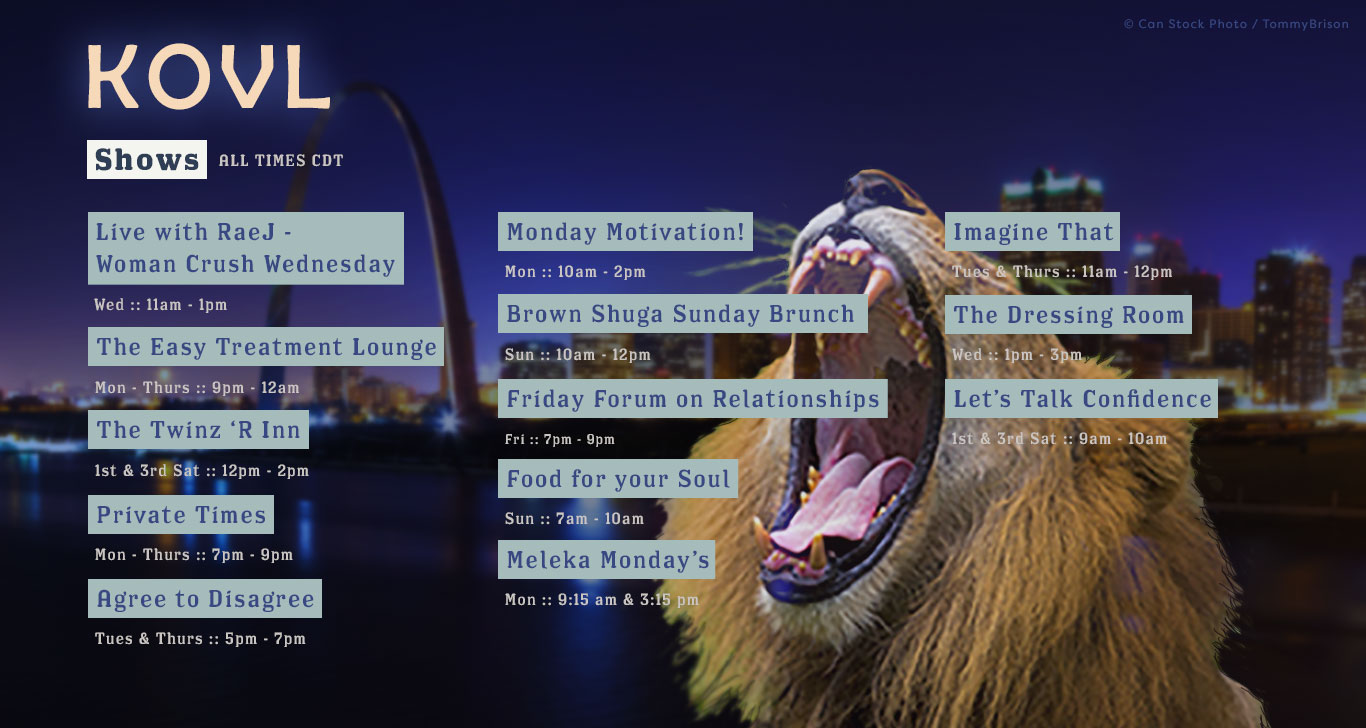 © Can Stock Photo / TommyBrison
KOVL
Shows ALL TIMES CDT
Live with RaeJ -
Woman Crush Wednesday
Wed :: 11am - 1pm
The Easy Treatment Lounge
Mon - Thurs :: 9pm - 12am
The Twinz ‘R Inn
1st & 3rd Sat :: 12pm - 2pm
Private Times
Mon - Thurs :: 7pm - 9pm
Agree to Disagree
Tues & Thurs :: 5pm - 7pm
Monday Motivation!
Mon :: 10am - 2pm
Brown Shuga Sunday Brunch
Sun :: 10am - 12pm
Friday Forum on Relationships
Fri :: 7pm - 9pm
Food for your Soul
Sun :: 7am - 10am
Meleka Monday’s
Mon :: 9:15 am & 3:15 pm
Imagine That
Tues & Thurs :: 11am - 12pm
The Dressing Room
Wed :: 1pm - 3pm
Let’s Talk Confidence
1st & 3rd Sat :: 9am - 10am